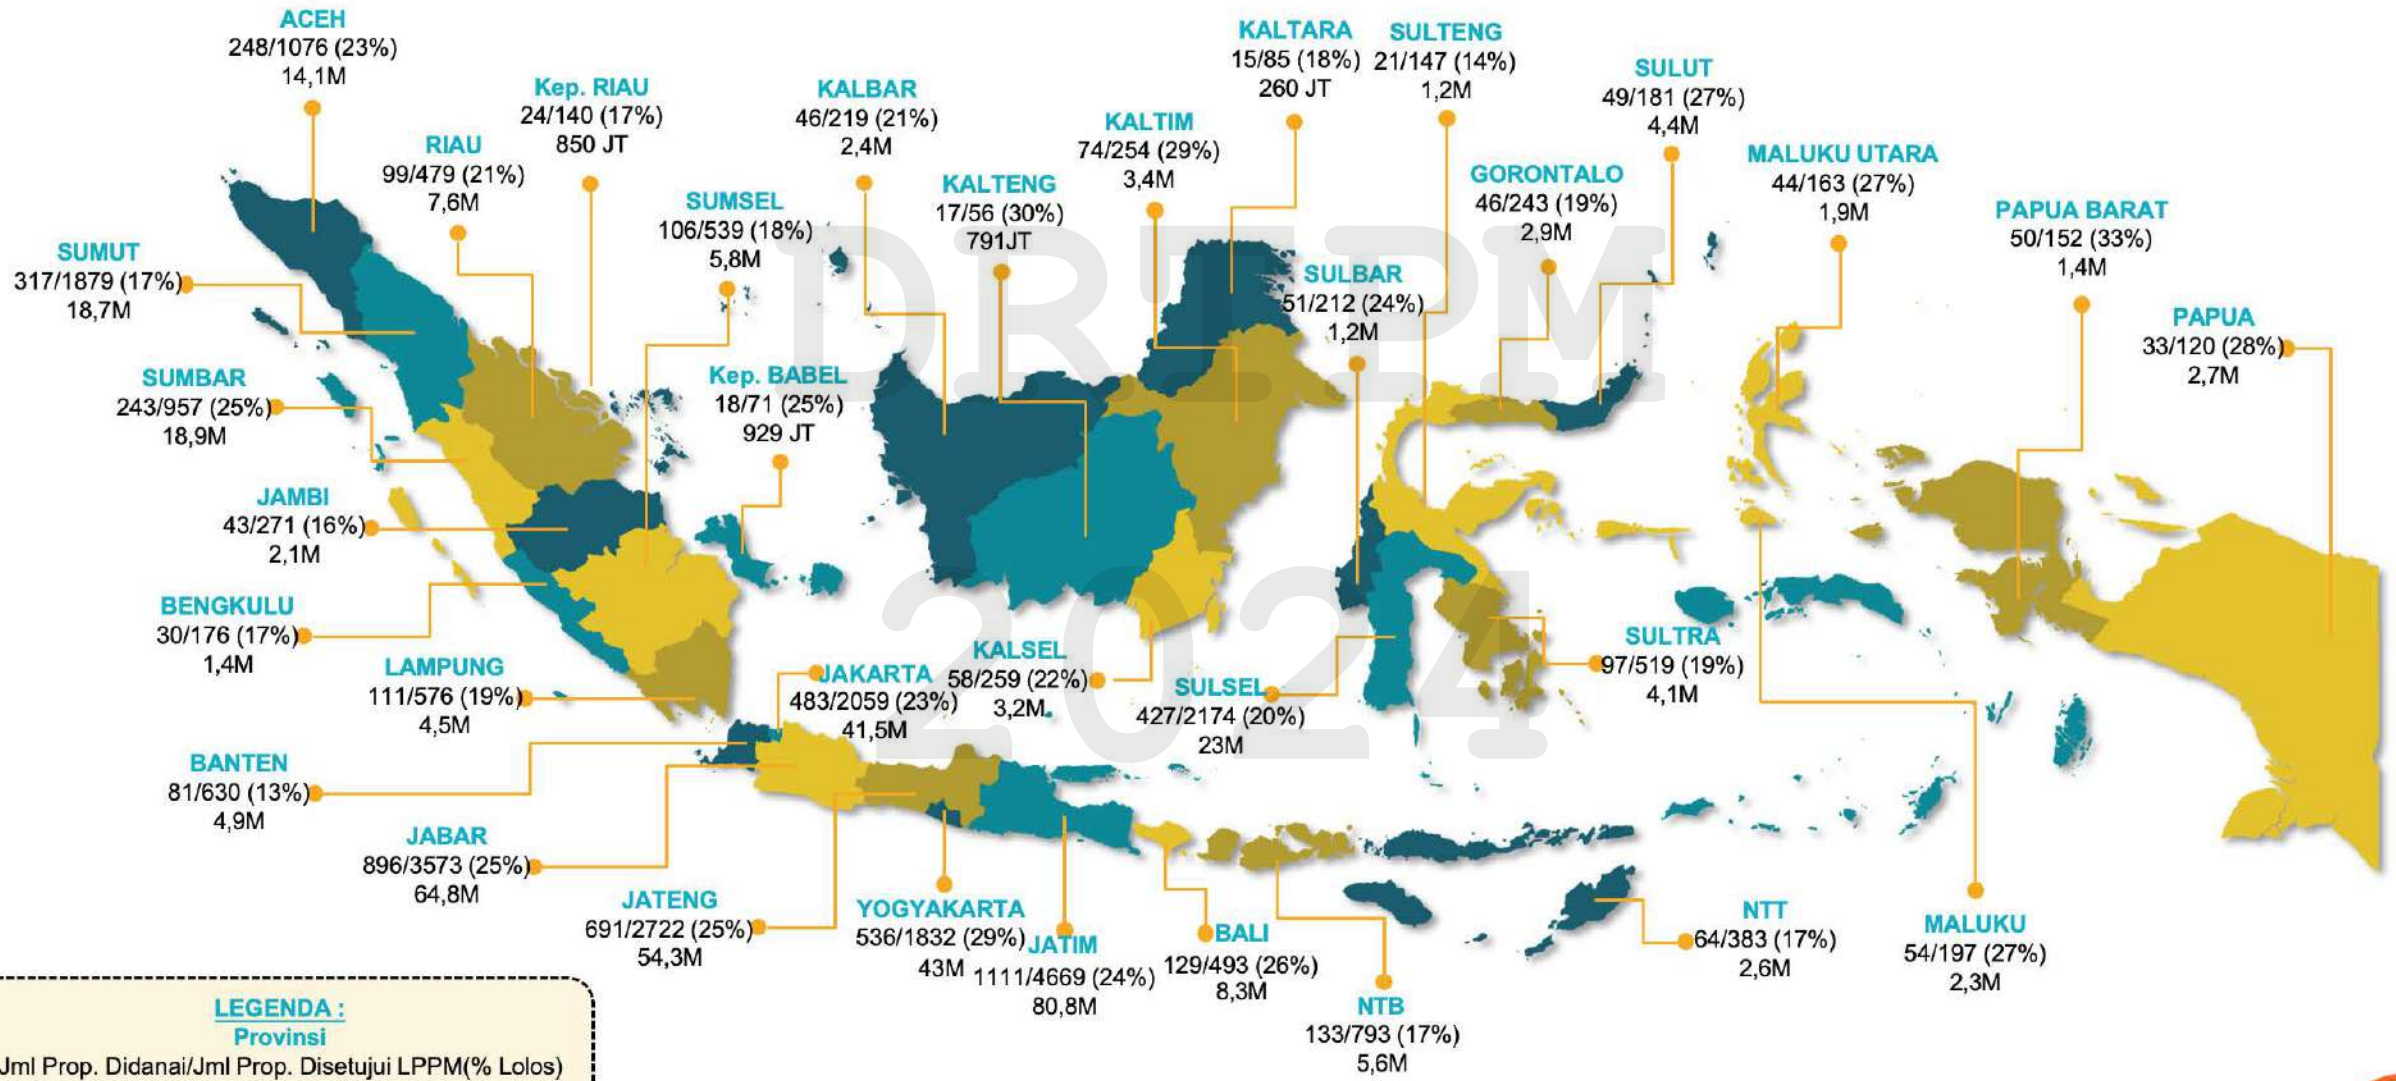 ACEH
248/1076 (23%)
14,1M
SUMUT
317/1879 (17%)
18,7M
RIAU
99/479 (21%)
7,6M
Kep. RIAU
24/140 (17%)
850 JT
SUMBAR
243/957 (25%)
18,9M
JAMBI
43/271 (16%)
2,1M
BENGKULU
30/176 (17%)
1,4M
SUMSEL
106/539 (18%)
5,8M
Kep. BABEL
18/71 (25%)
929 JT
LAMPUNG
111/576 (19%)
4,5M
BANTEN
81/630 (13%)
4,9M
JAKARTA
483/2059 (23%)
41,5M
JABAR
896/3573 (25%)
64,8M
JATENG
691/2722 (25%)
54,3M
YOGYAKARTA
536/1832 (29%)
43M
JATIM
1111/4669 (24%)
80,8M
BALI
129/493 (26%)
8,3M
NTB
133/793 (17%)
5,6M
NTT
64/383 (17%)
2,6M
KALBAR
46/219 (21%)
2,4M
KALTENG
17/56 (30%)
791JT
KALTIM
74/254 (29%)
3,4M
KALTARA
15/85 (18%)
260 JT
KALSEL
58/259 (22%)
3,2M
SULTENG
21/147 (14%)
1,2M
SULBAR
51/212 (24%)
1,2M
GORONTALO
46/243 (19%)
2,9M
SULUT
49/181 (27%)
4,4M
SULSEL
427/2174 (20%)
23M
SULTRA
97/519 (19%)
4,1M
MALUKU UTARA
44/163 (27%)
1,9M
MALUKU
54/197 (27%)
2,3M
PAPUA BARAT
50/152 (33%)
1,4M
PAPUA
33/120 (28%)
2,7M
DRTPM
2024
LEGENDA :
Provinsi
Jml Prop. Didanai/Jml Prop. Disetujui LPPM(% Lolos)